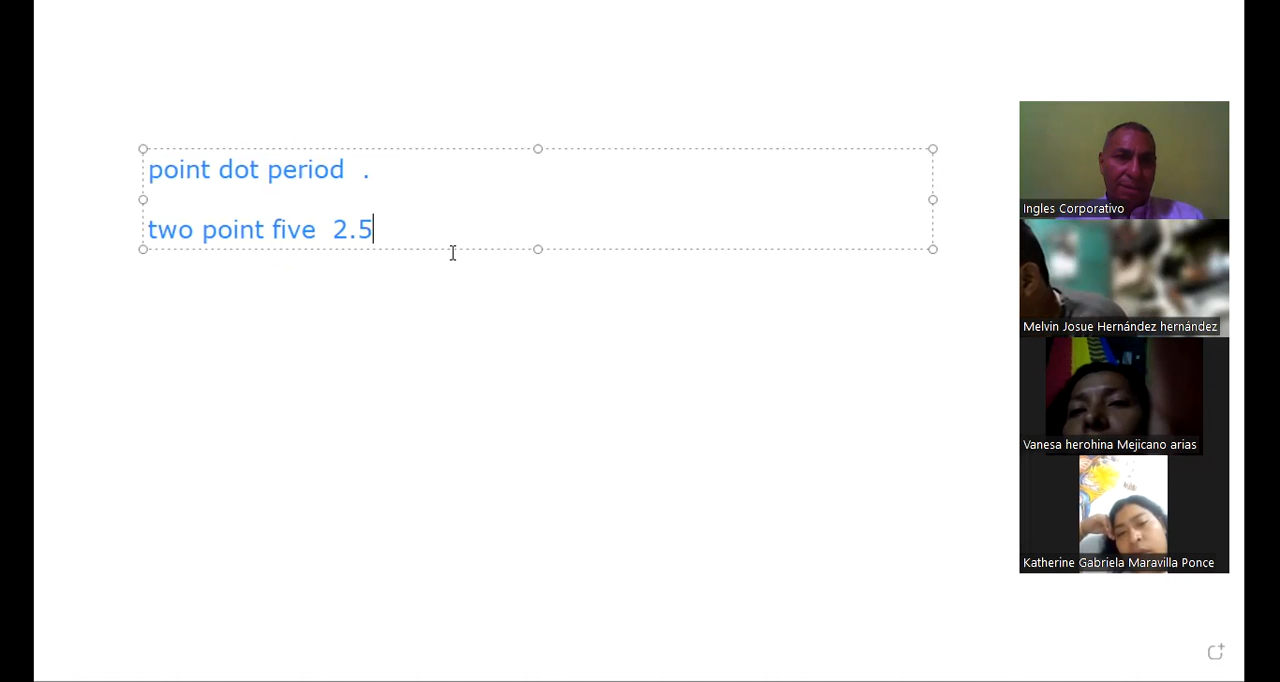 point dot period  .
two point five  2.5
Ingles Corporativo
Melvin Josue Hernández hernández
Vanesa herohina Mejicano arias
Katherine Gabriela Maravilla Ponce